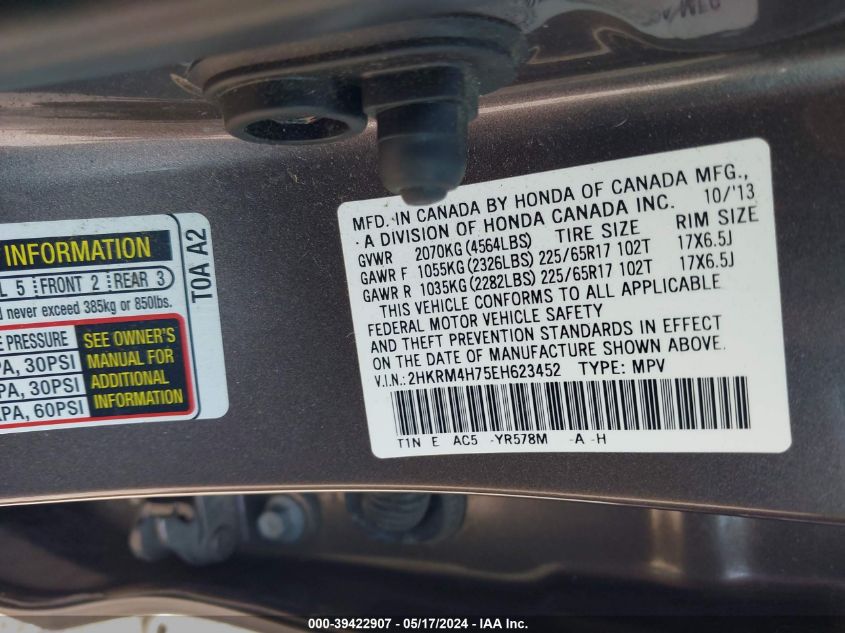 INFORMATION
L 5 FRONT 2 REAR 3
d never exceed 385kg or 850lbs.
E PRESSURE
PA, 30PSI
PA, 30PSI
PA, 60PSI
SEE OWNER'S
MANUAL FOR
ADDITIONAL
INFORMATION
T0A A2
MFD. IN CANADA BY HONDA OF CANADA MFG.,
A DIVISION OF HONDA CANADA INC. 10/'13
GVWR 2070KG (4564LBS) TIRE SIZE RIM SIZE
GAWR F 1055KG (2326LBS) 225/65R17 102T 17X6.5J
GAWR R 1035KG (2282LBS) 225/65R17 102T 17X6.5J
THIS VEHICLE CONFORMS TO ALL APPLICABLE
FEDERAL MOTOR VEHICLE SAFETY
AND THEFT PREVENTION STANDARDS IN EFFECT
ON THE DATE OF MANUFACTURE SHOWN ABOVE.
V.I.N.: 2HKRM4H75EH623452 TYPE: MPV
T1N E AC5 -YR578M -A -H
000-39422907 - 05/17/2024 - IAA Inc.